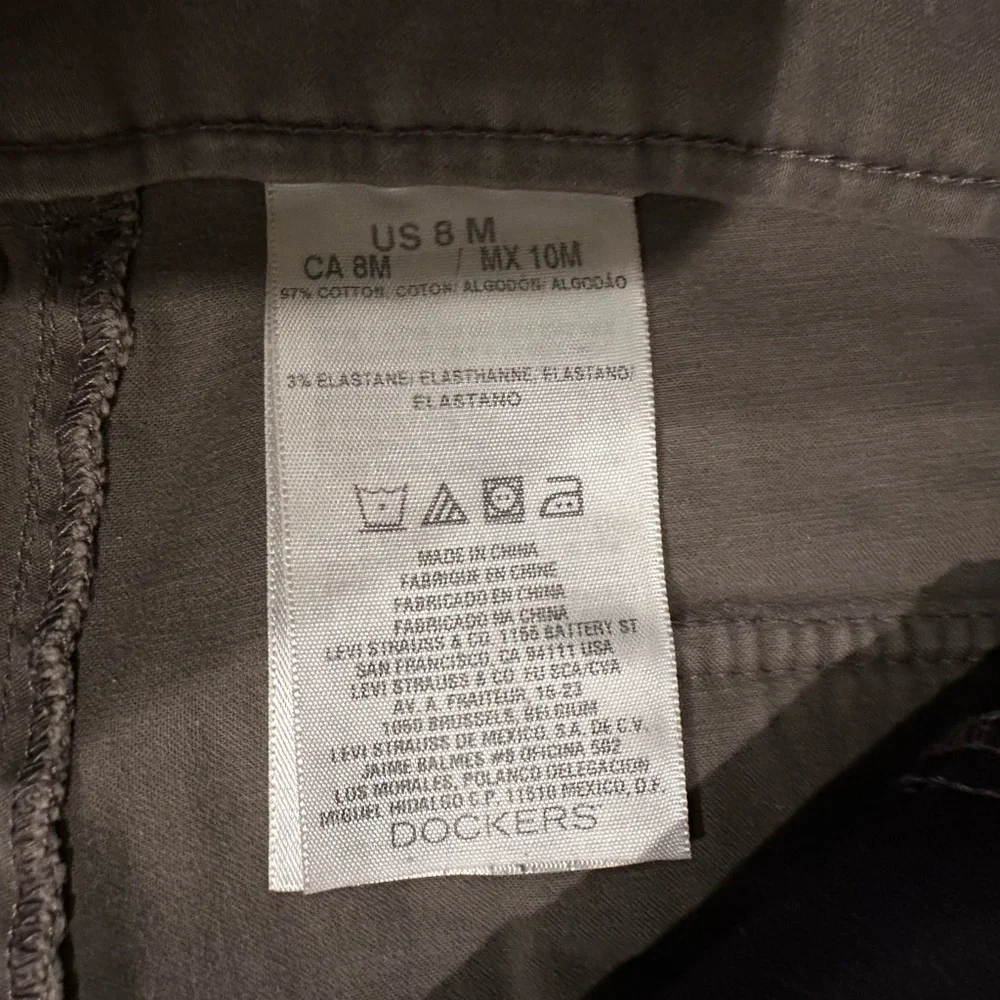 US 8 M
CA 8M / MX 10M
97% COTTON/ COTON/ ALGODÓN/ ALGODÃO
3% ELASTANE/ ELASTHANNE/ ELASTANO/
ELASTANO
MADE IN CHINA
FABRIQUÉ EN CHINE
FABRICADO EN CHINA
FABRICADO NA CHINA
LEVI STRAUSS & CO. 1155 BATTERY ST
SAN FRANCISCO, CA 94111 USA
LEVI STRAUSS & CO. EU SCA/CVA
AV. A. FRAITEUR, 15-23
1050 BRUSSELS, BELGIUM
LEVI STRAUSS DE MEXICO, S.A. DE C.V.
JAIME BALMES #8 OFICINA 502
LOS MORALES, POLANCO DELEGACION
MIGUEL HIDALGO C.P. 11510 MEXICO, D.F.
DOCKERS